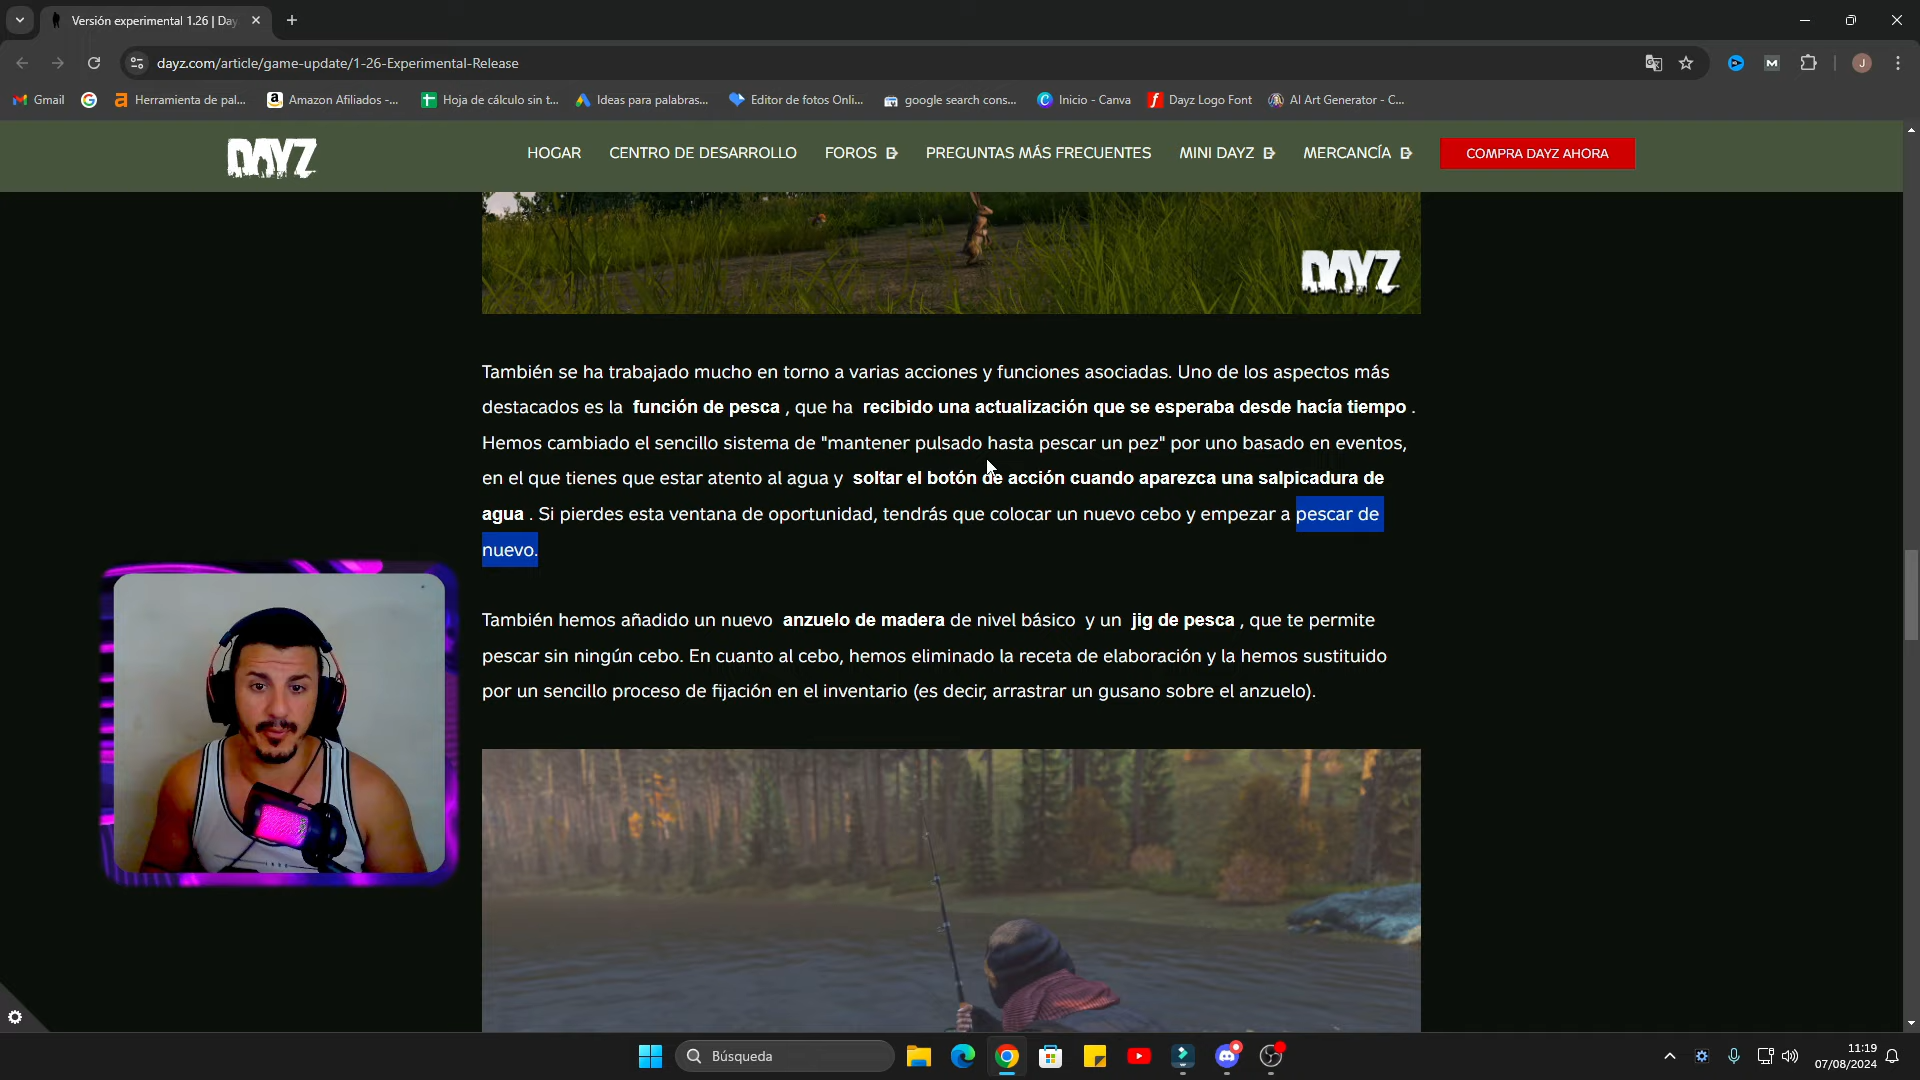 Versión experimental 1.26 | Day
dayz.com/article/game-update/1-26-Experimental-Release
J
Gmail
Herramienta de pal...
Amazon Afiliados -...
Hoja de cálculo sin t...
Ideas para palabras...
Editor de fotos Onli...
google search cons...
Inicio - Canva
Dayz Logo Font
AI Art Generator - C...
DAYZ
HOGAR
CENTRO DE DESARROLLO
FOROS
PREGUNTAS MÁS FRECUENTES
MINI DAYZ
MERCANCÍA
COMPRA DAYZ AHORA
DAYZ
También se ha trabajado mucho en torno a varias acciones y funciones asociadas. Uno de los aspectos más
destacados es la función de pesca , que ha recibido una actualización que se esperaba desde hacía tiempo .
Hemos cambiado el sencillo sistema de "mantener pulsado hasta pescar un pez" por uno basado en eventos,
en el que tienes que estar atento al agua y soltar el botón de acción cuando aparezca una salpicadura de
agua . Si pierdes esta ventana de oportunidad, tendrás que colocar un nuevo cebo y empezar a pescar de
nuevo.
También hemos añadido un nuevo anzuelo de madera de nivel básico y un jig de pesca , que te permite
pescar sin ningún cebo. En cuanto al cebo, hemos eliminado la receta de elaboración y la hemos sustituido
por un sencillo proceso de fijación en el inventario (es decir, arrastrar un gusano sobre el anzuelo).
Búsqueda
11:19
07/08/2024